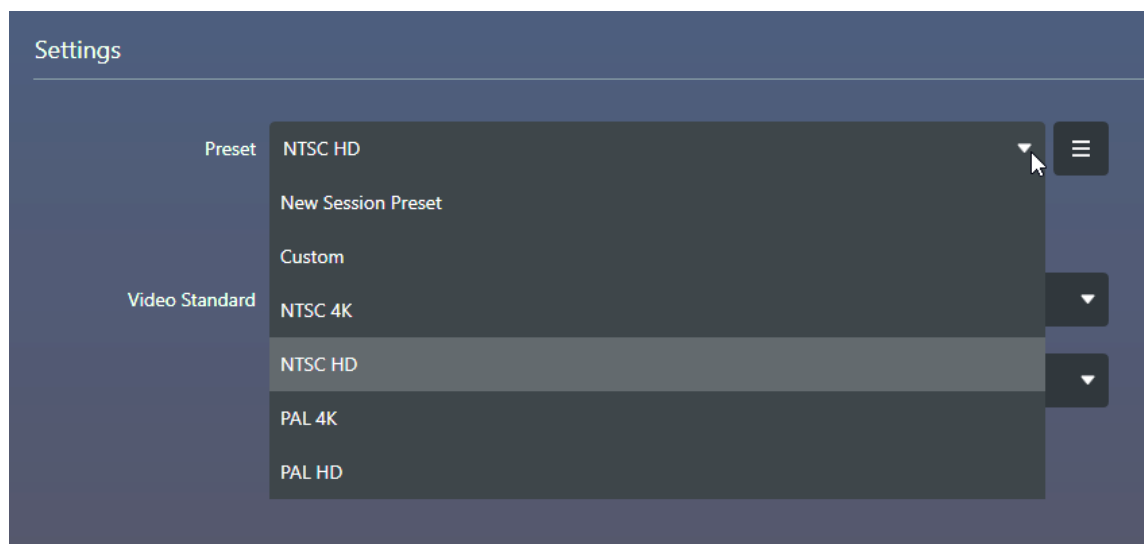 Settings
Preset NTSC HD
New Session Preset
Custom
Video Standard
NTSC 4K
NTSC HD
PAL 4K
PAL HD